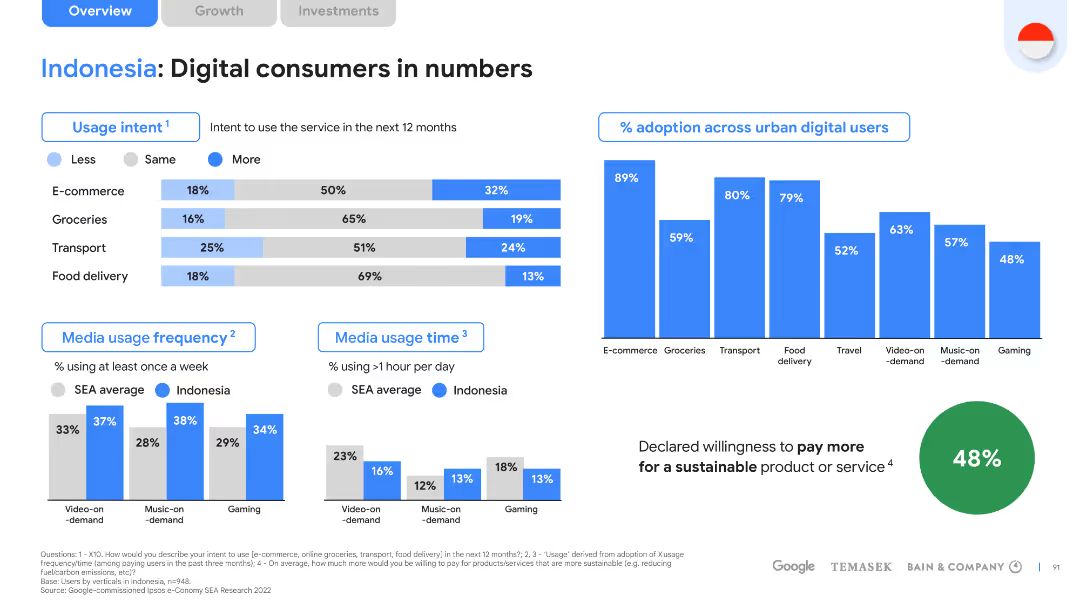 Overview
Growth
Investments
Indonesia: Digital consumers in numbers
Usage intent 1
Intent to use the service in the next 12 months
Less
Same
More
E-commerce
18%
50%
32%
Groceries
16%
65%
19%
Transport
25%
51%
24%
Food delivery
18%
69%
13%
Media usage frequency 2
% using at least once a week
SEA average
Indonesia
33%
37%
28%
38%
29%
34%
Video-on
-demand
Music-on
-demand
Gaming
Media usage time 3
% using >1 hour per day
SEA average
Indonesia
23%
16%
12%
13%
18%
13%
Video-on
-demand
Music-on
-demand
Gaming
% adoption across urban digital users
89%
59%
80%
79%
52%
63%
57%
48%
E-commerce
Groceries
Transport
Food
delivery
Travel
Video-on
-demand
Music-on
-demand
Gaming
Declared willingness to pay more
for a sustainable product or service 4
48%
Questions: 1 - X10. How would you describe your intent to use [e-commerce, online groceries, transport, food delivery] in the next 12 months?; 2, 3 - 'Usage' derived from adoption of X usage
frequency/time (among paying users in the past three months); 4 - On average, how much more would you be willing to pay for products/services that are more sustainable (e.g. reducing
fuel/carbon emissions, etc)?
Base: Users by verticals in Indonesia, n=948.
Source: Google-commissioned Ipsos e-Conomy SEA Research 2022
Google
TEMASEK
BAIN & COMPANY
91